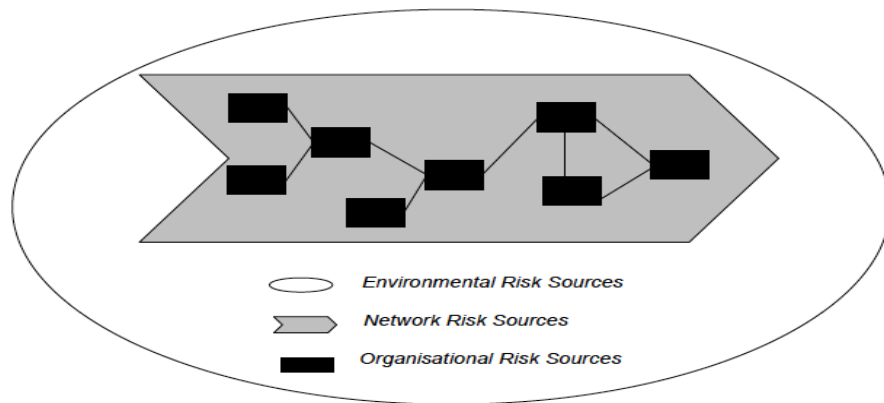 Environmental Risk Sources
Network Risk Sources
Organisational Risk Sources